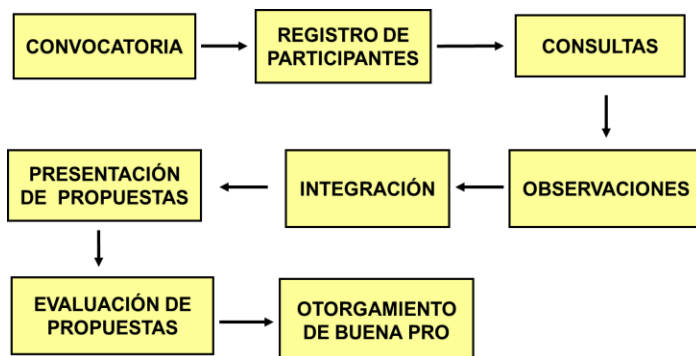 CONVOCATORIA
REGISTRO DE
PARTICIPANTES
CONSULTAS
OBSERVACIONES
INTEGRACIÓN
PRESENTACIÓN
DE PROPUESTAS
EVALUACIÓN DE
PROPUESTAS
OTORGAMIENTO
DE BUENA PRO